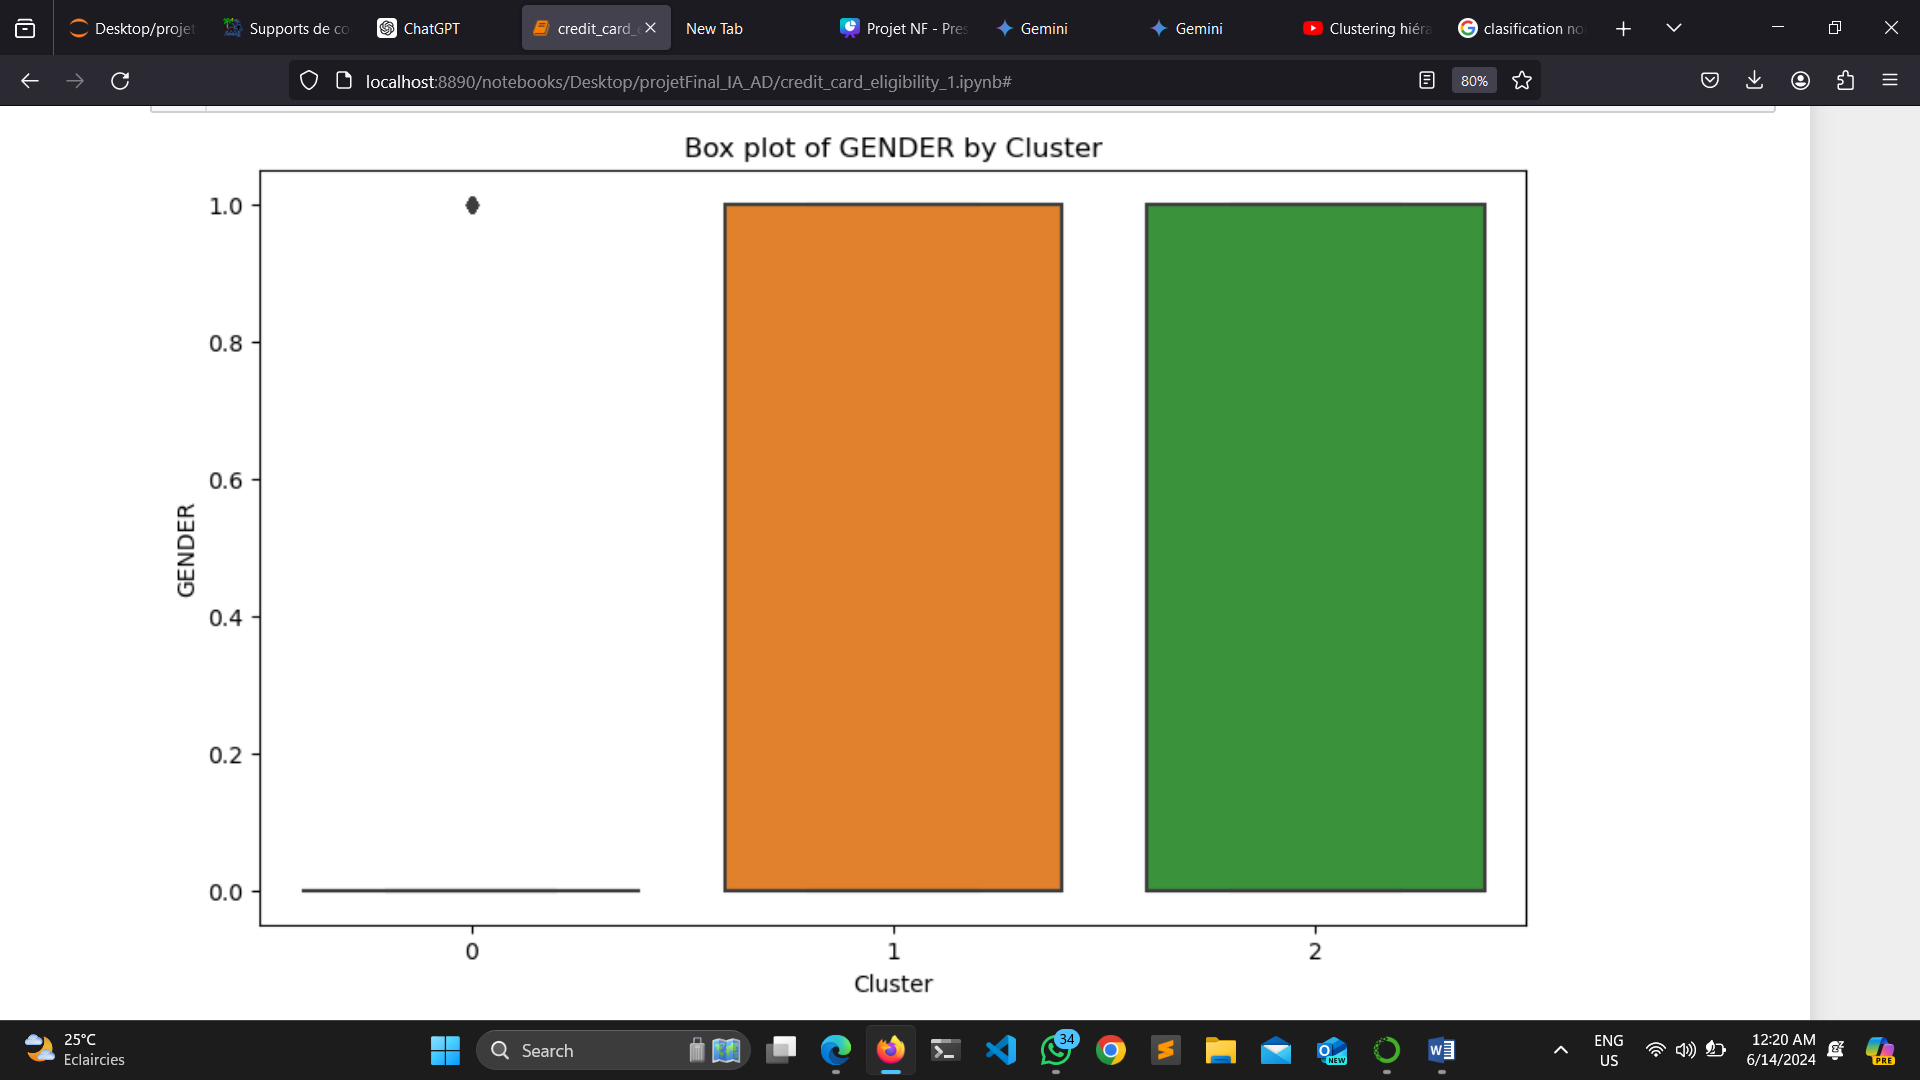 Desktop/projet
Supports de co
ChatGPT
credit_card_e
New Tab
Projet NF - Pres
Gemini
Gemini
Clustering hiéra
clasification no
localhost:8890/notebooks/Desktop/projetFinal_IA_AD/credit_card_eligibility_1.ipynb#
80%
Box plot of GENDER by Cluster
1.0
0.8
0.6
0.4
0.2
0.0
GENDER
0
1
2
Cluster
25°C
Eclaircies
Search
34
NEW
ENG
US
12:20 AM
6/14/2024
PRE